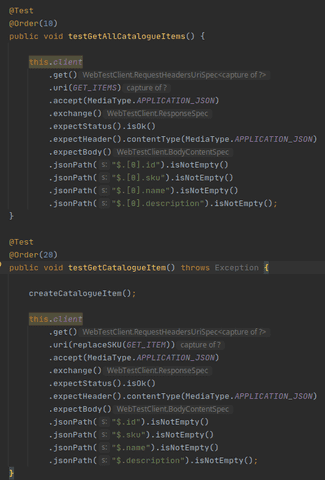 @Test
@Order(10)
public void testGetAllCatalogueItems() {
this.client
.get() WebTestClient.RequestHeadersUriSpec<capture of ?>
.uri(GET_ITEMS) capture of ?
.accept(MediaType.APPLICATION_JSON)
.exchange() WebTestClient.ResponseSpec
.expectStatus().isOk()
.expectHeader().contentType(MediaType.APPLICATION_JSON)
.expectBody() WebTestClient.BodyContentSpec
.jsonPath( s: "$.[0].id").isNotEmpty()
.jsonPath( s: "$.[0].sku").isNotEmpty()
.jsonPath( s: "$.[0].name").isNotEmpty()
.jsonPath( s: "$.[0].description").isNotEmpty();
}
@Test
@Order(20)
public void testGetCatalogueItem() throws Exception {
createCatalogueItem();
this.client
.get() WebTestClient.RequestHeadersUriSpec<capture of ?>
.uri(replaceSKU(GET_ITEM)) capture of ?
.accept(MediaType.APPLICATION_JSON)
.exchange() WebTestClient.ResponseSpec
.expectStatus().isOk()
.expectHeader().contentType(MediaType.APPLICATION_JSON)
.expectBody() WebTestClient.BodyContentSpec
.jsonPath( s: "$.id").isNotEmpty()
.jsonPath( s: "$.sku").isNotEmpty()
.jsonPath( s: "$.name").isNotEmpty()
.jsonPath( s: "$.description").isNotEmpty();
}